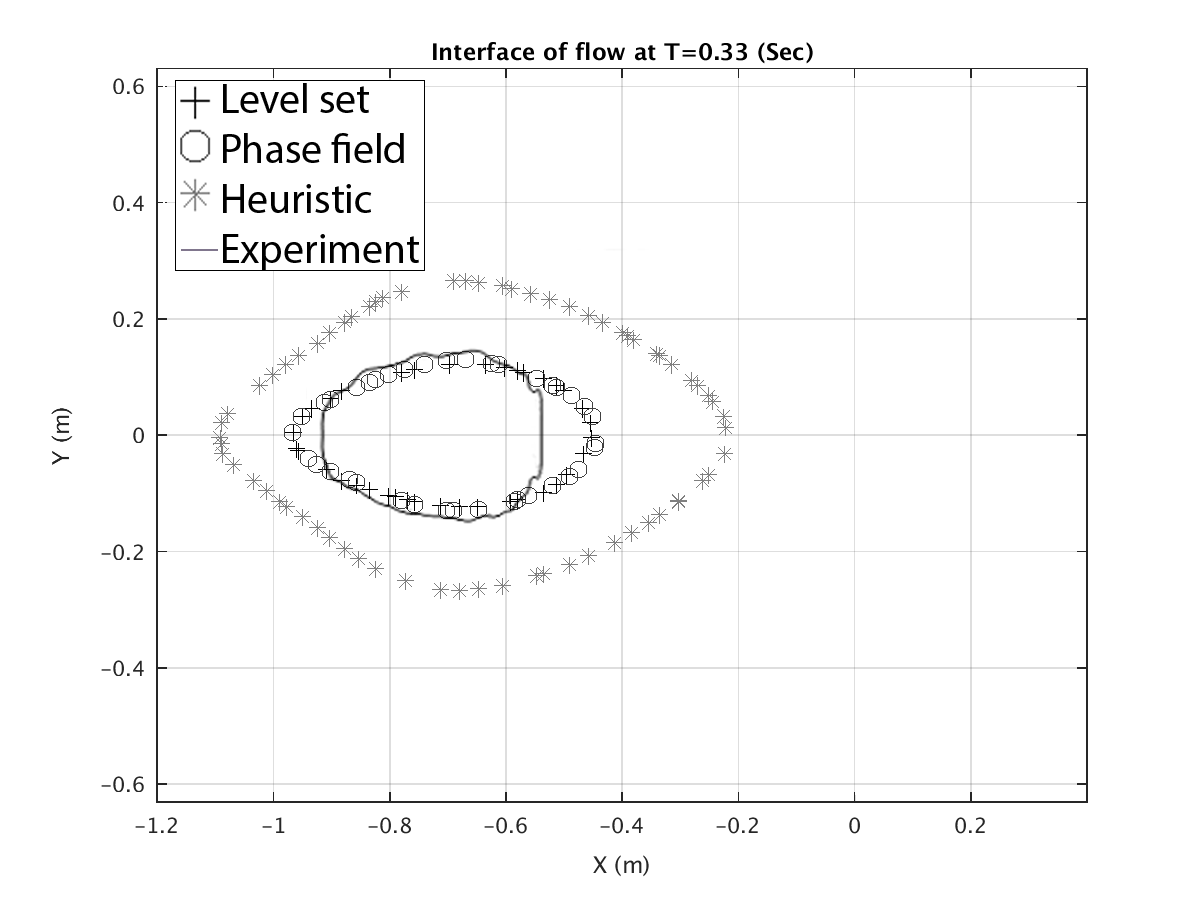 Interface of flow at T=0.33 (Sec)
Level set
Phase field
Heuristic
Experiment
0.6
0.4
0.2
0
-0.2
-0.4
-0.6
Y (m)
-1.2 -1 -0.8 -0.6 -0.4 -0.2 0 0.2
X (m)